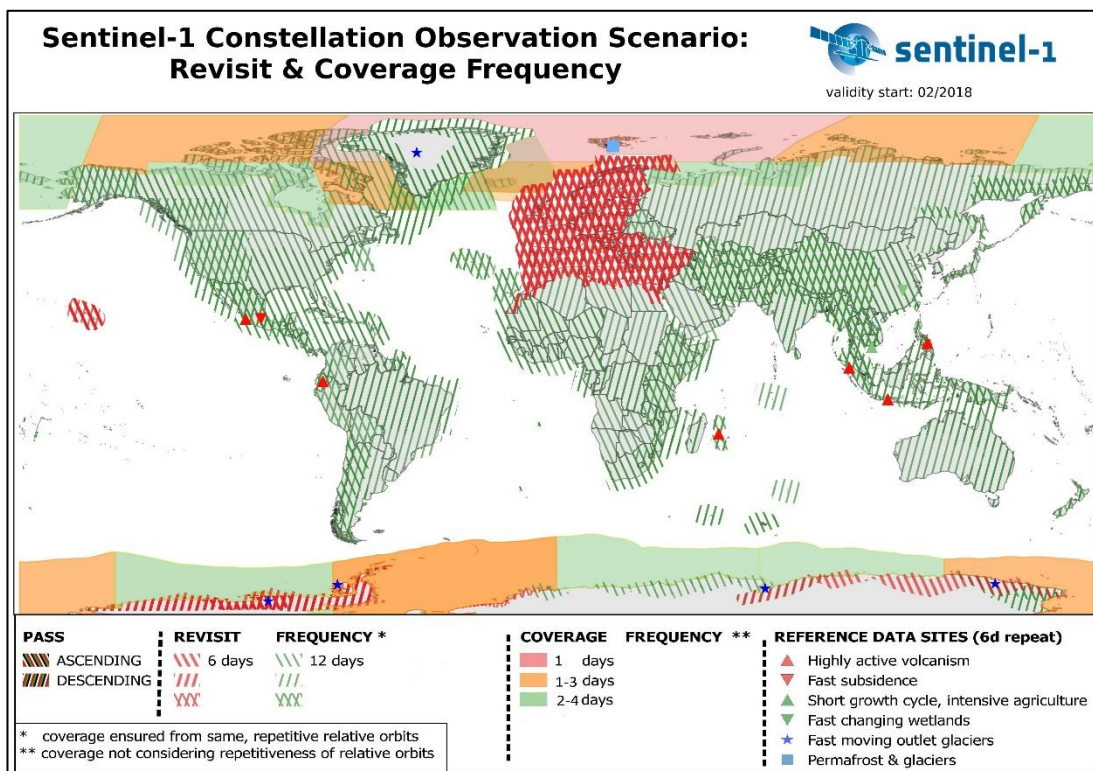 Sentinel-1 Constellation Observation Scenario:
Revisit & Coverage Frequency
sentinel-1
validity start: 02/2018
PASS
ASCENDING
DESCENDING
REVISIT FREQUENCY *
6 days 12 days
COVERAGE FREQUENCY **
1 days
1-3 days
2-4 days
REFERENCE DATA SITES (6d repeat)
Highly active volcanism
Fast subsidence
Short growth cycle, intensive agriculture
Fast changing wetlands
Fast moving outlet glaciers
Permafrost & glaciers
* coverage ensured from same, repetitive relative orbits
** coverage not considering repetitiveness of relative orbits